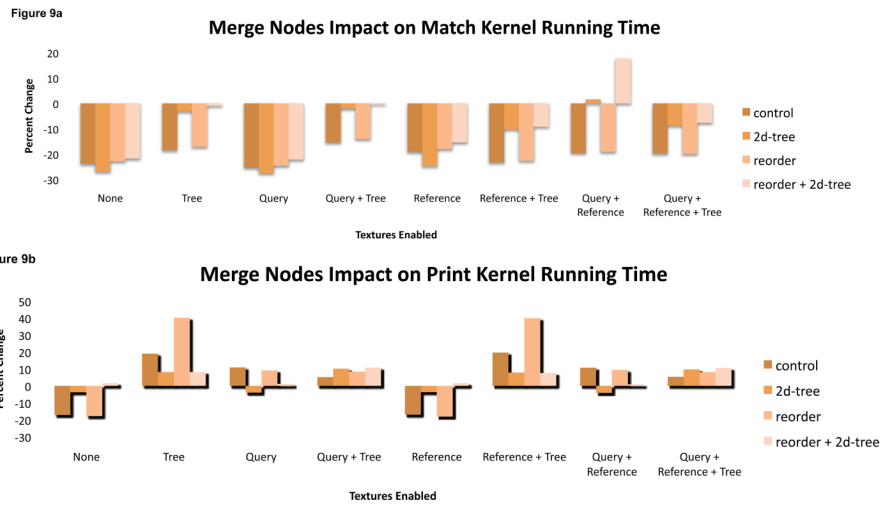 Figure 9a
Merge Nodes Impact on Match Kernel Running Time
Percent Change
20
10
0
-10
-20
-30
None
Tree
Query
Query + Tree
Reference
Reference + Tree
Query +
Reference
Query +
Reference + Tree
Textures Enabled
control
2d-tree
reorder
reorder + 2d-tree
ure 9b
Merge Nodes Impact on Print Kernel Running Time
Percent Change
50
40
30
20
10
0
-10
-20
-30
None
Tree
Query
Query + Tree
Reference
Reference + Tree
Query +
Reference
Query +
Reference + Tree
Textures Enabled
control
2d-tree
reorder
reorder + 2d-tree